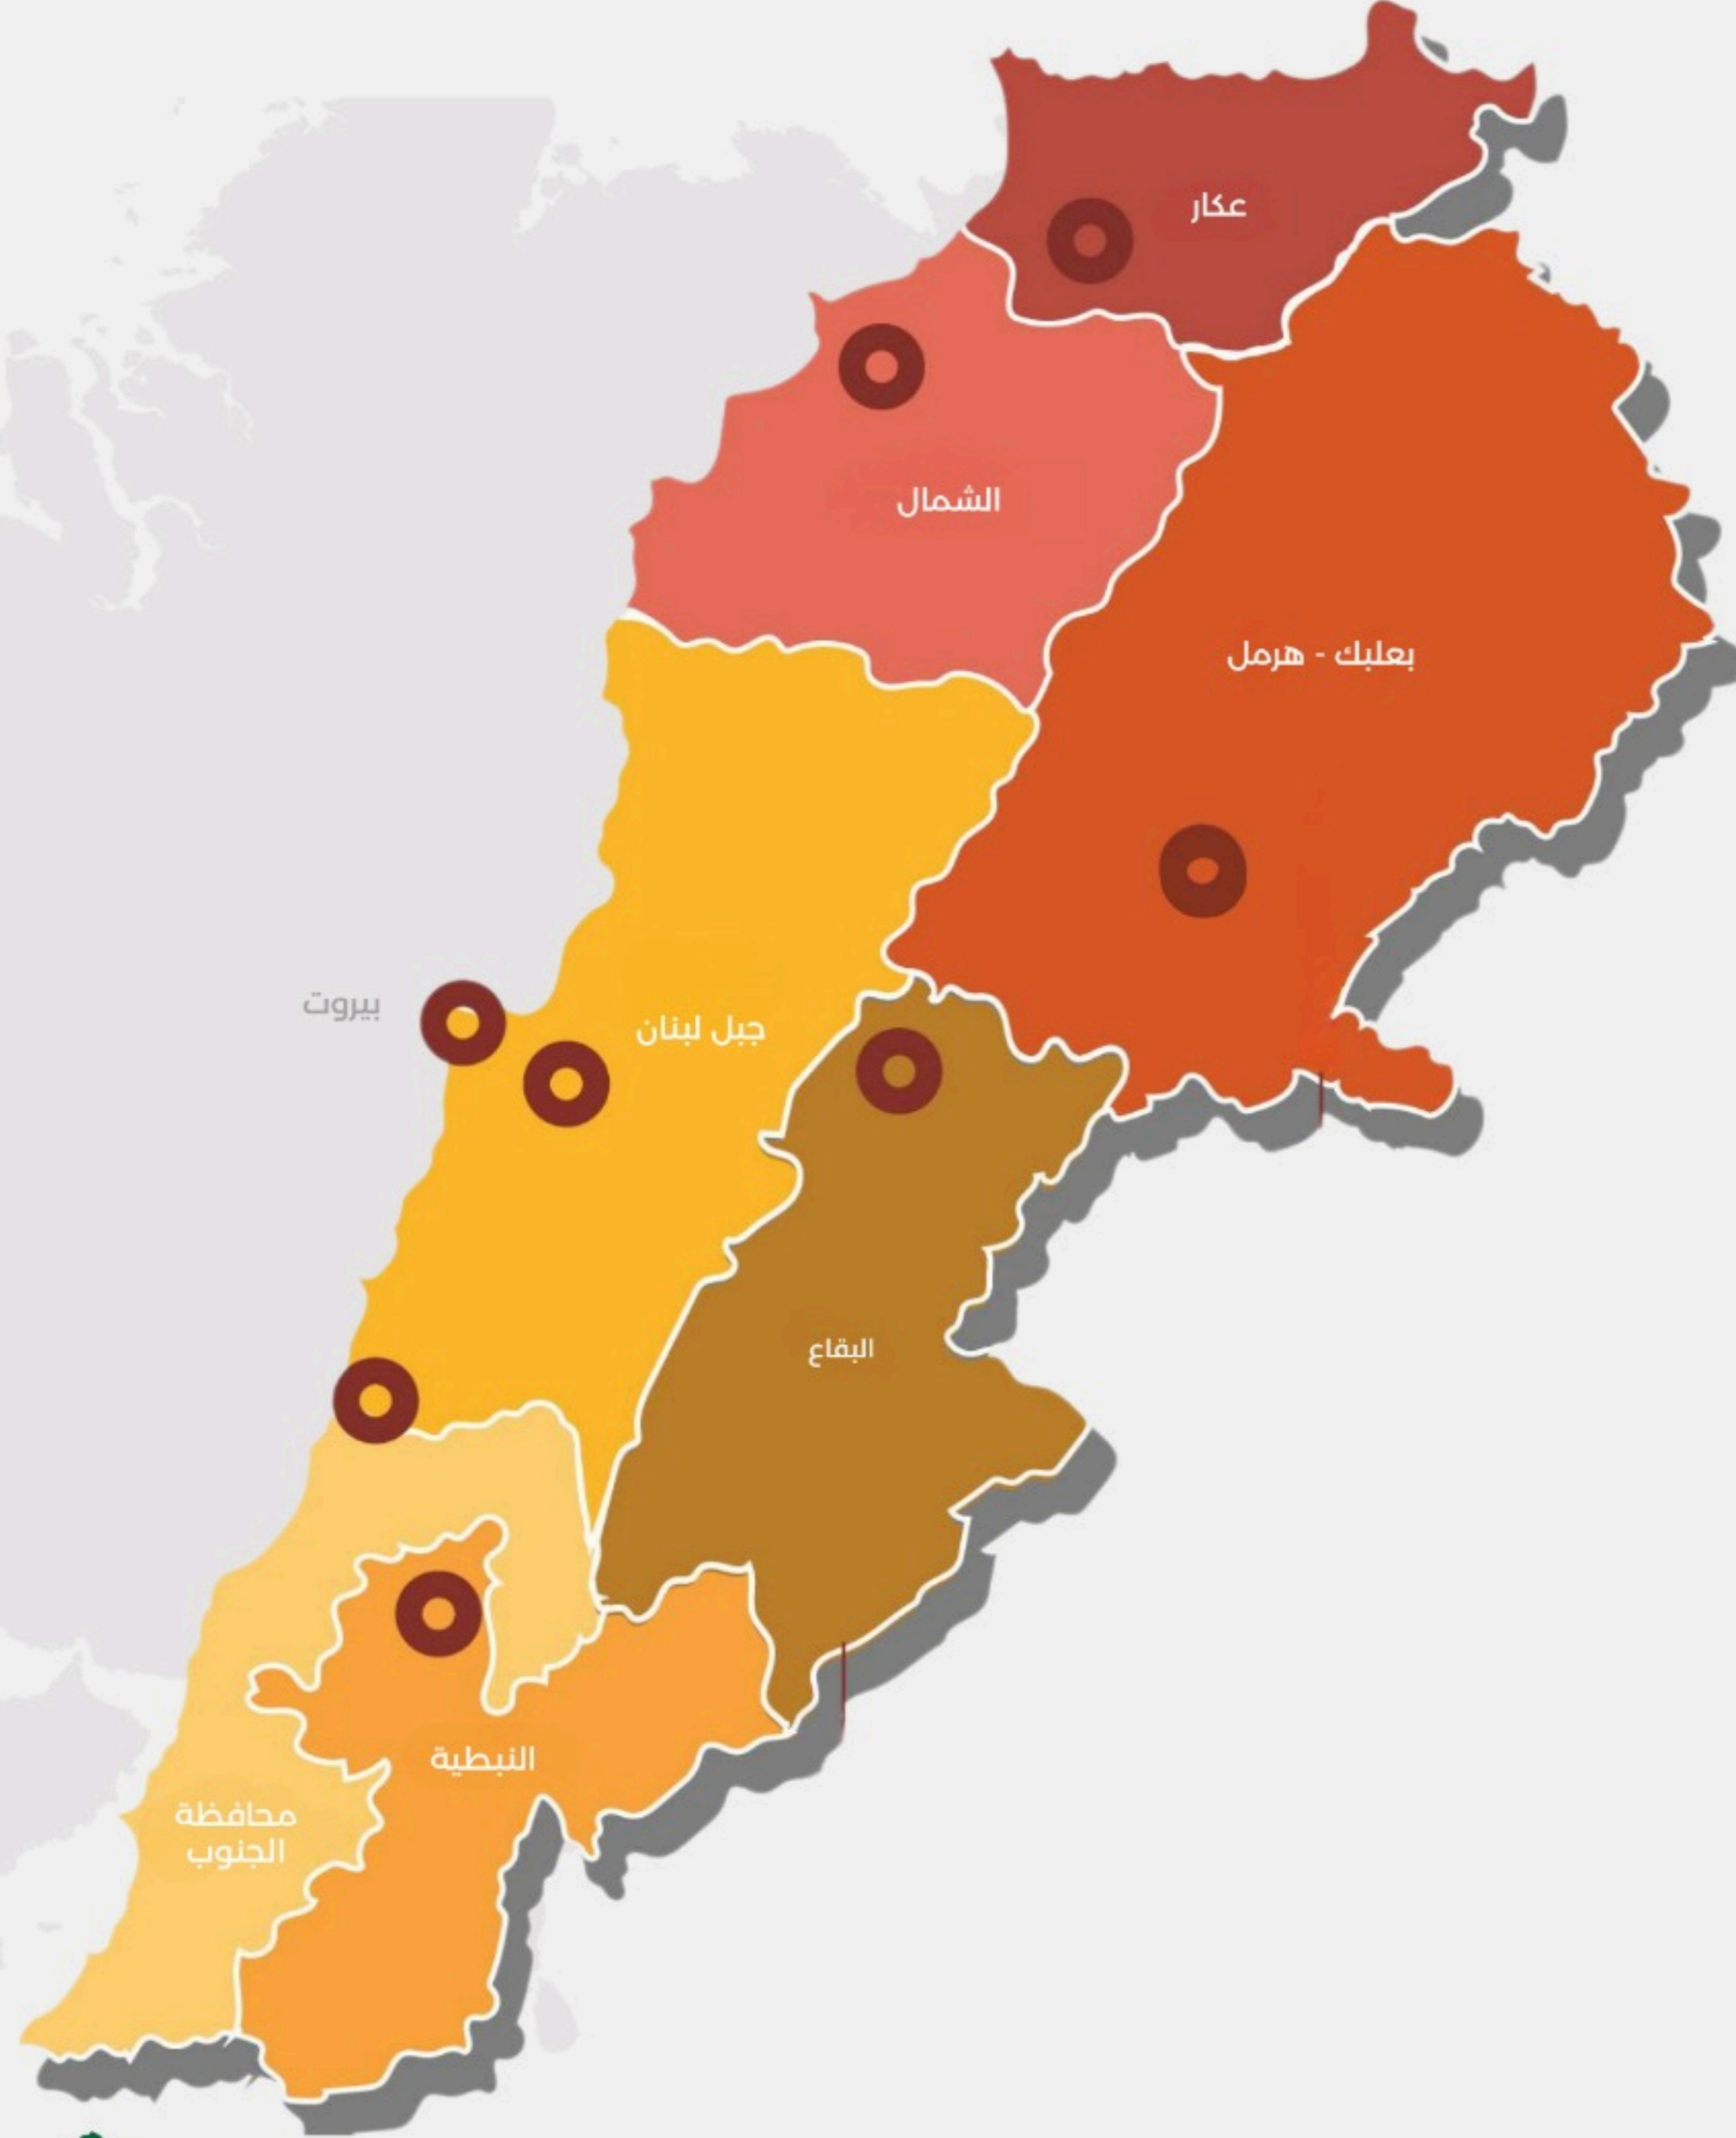 عكار
الشمال
بعلبك - هرمل
بيروت
جبل لبنان
البقاع
النبطية
محافظة
الجنوب